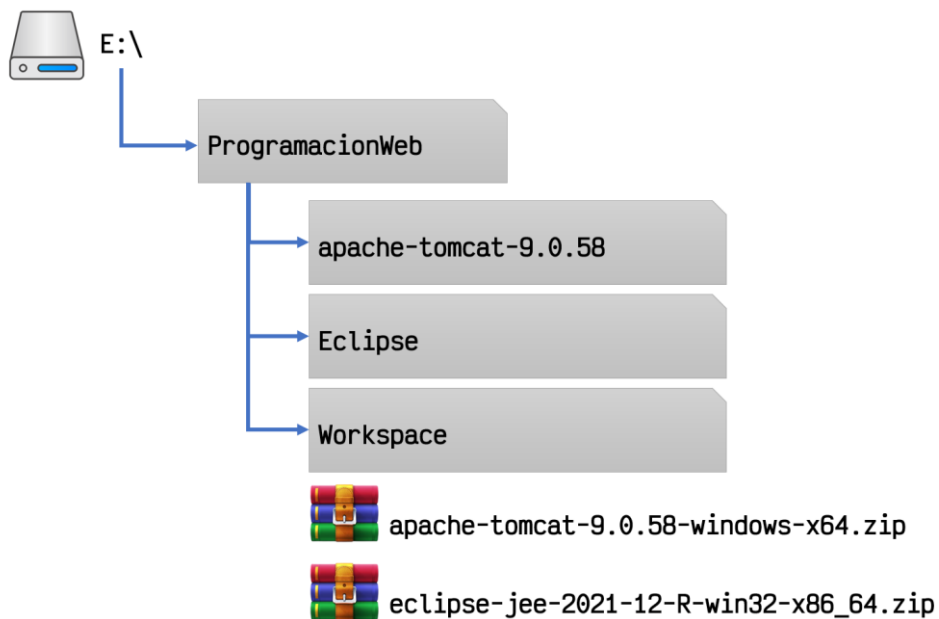 E:\
ProgramacionWeb
apache-tomcat-9.0.58
Eclipse
Workspace
apache-tomcat-9.0.58-windows-x64.zip
eclipse-jee-2021-12-R-win32-x86_64.zip